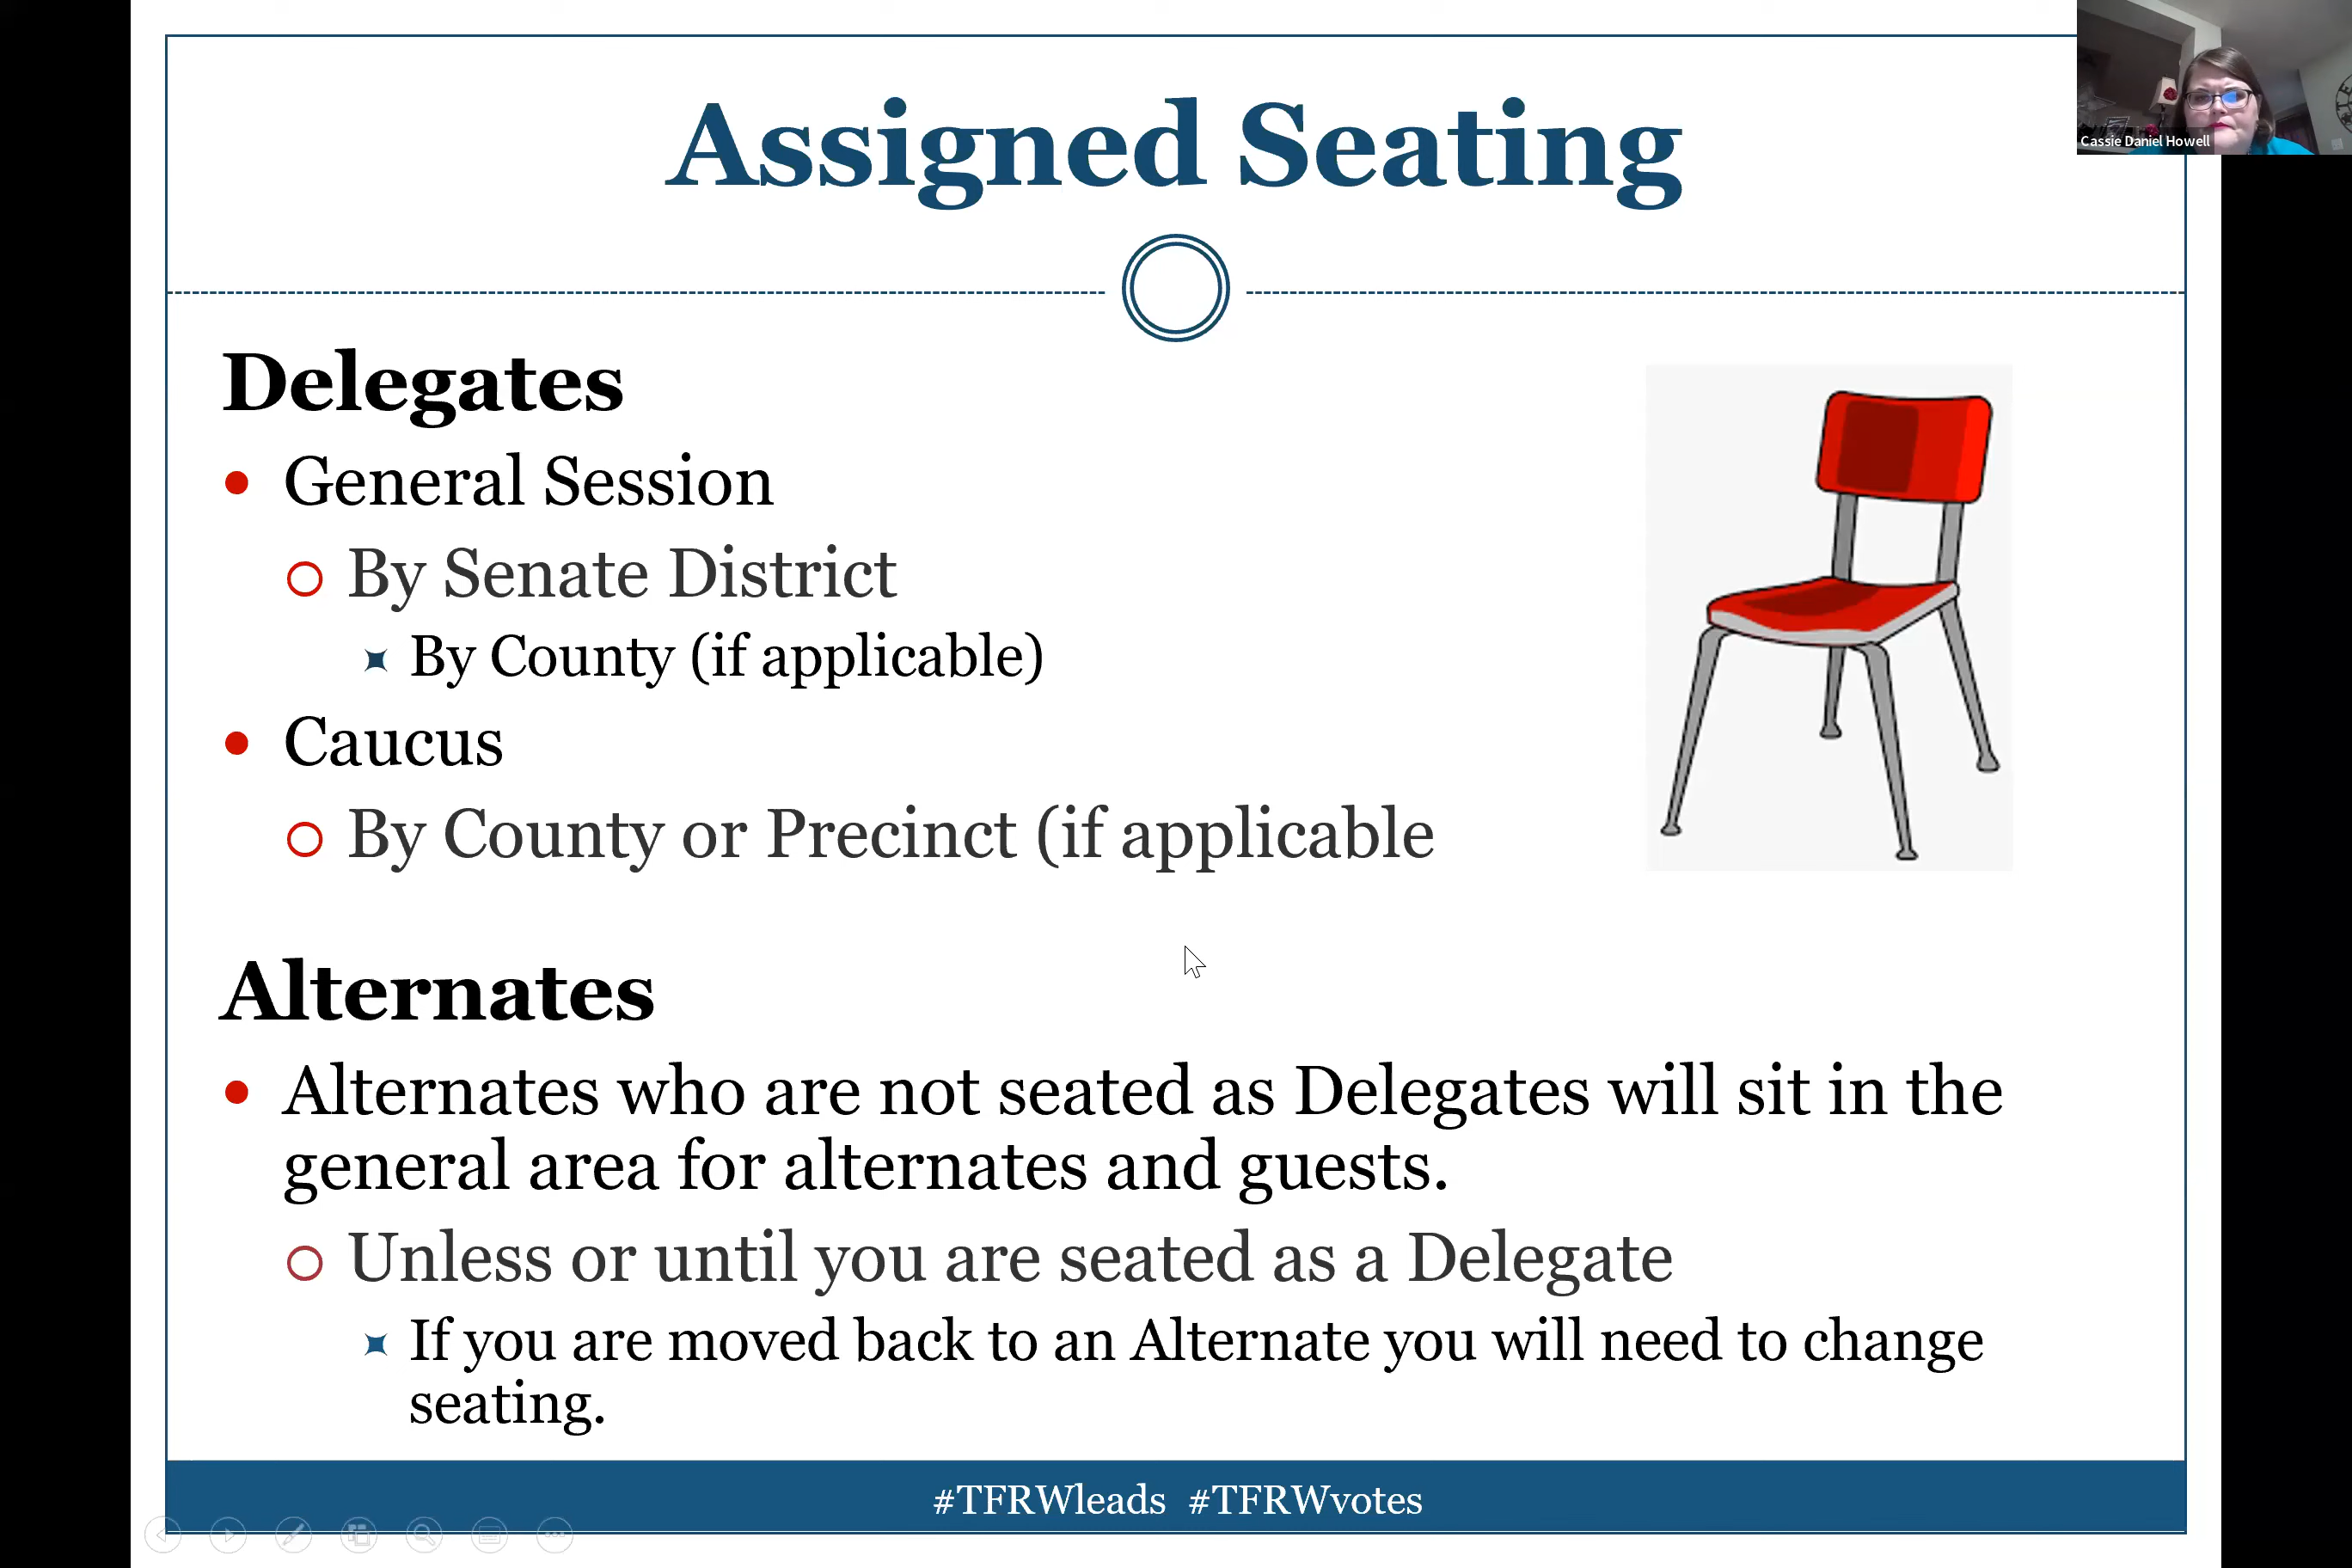 Assigned Seating
Cassie Daniel Howell
Delegates
General Session
By Senate District
By County (if applicable)
Caucus
By County or Precinct (if applicable
Alternates
Alternates who are not seated as Delegates will sit in the
general area for alternates and guests.
Unless or until you are seated as a Delegate
If you are moved back to an Alternate you will need to change
seating.
#TFRWleads #TFRWvotes